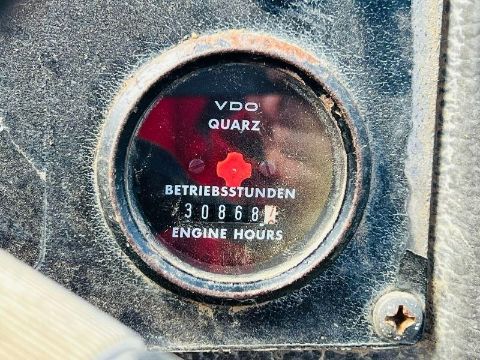 VDO
QUARZ
BETRIEBSSTUNDEN
30868
ENGINE HOURS